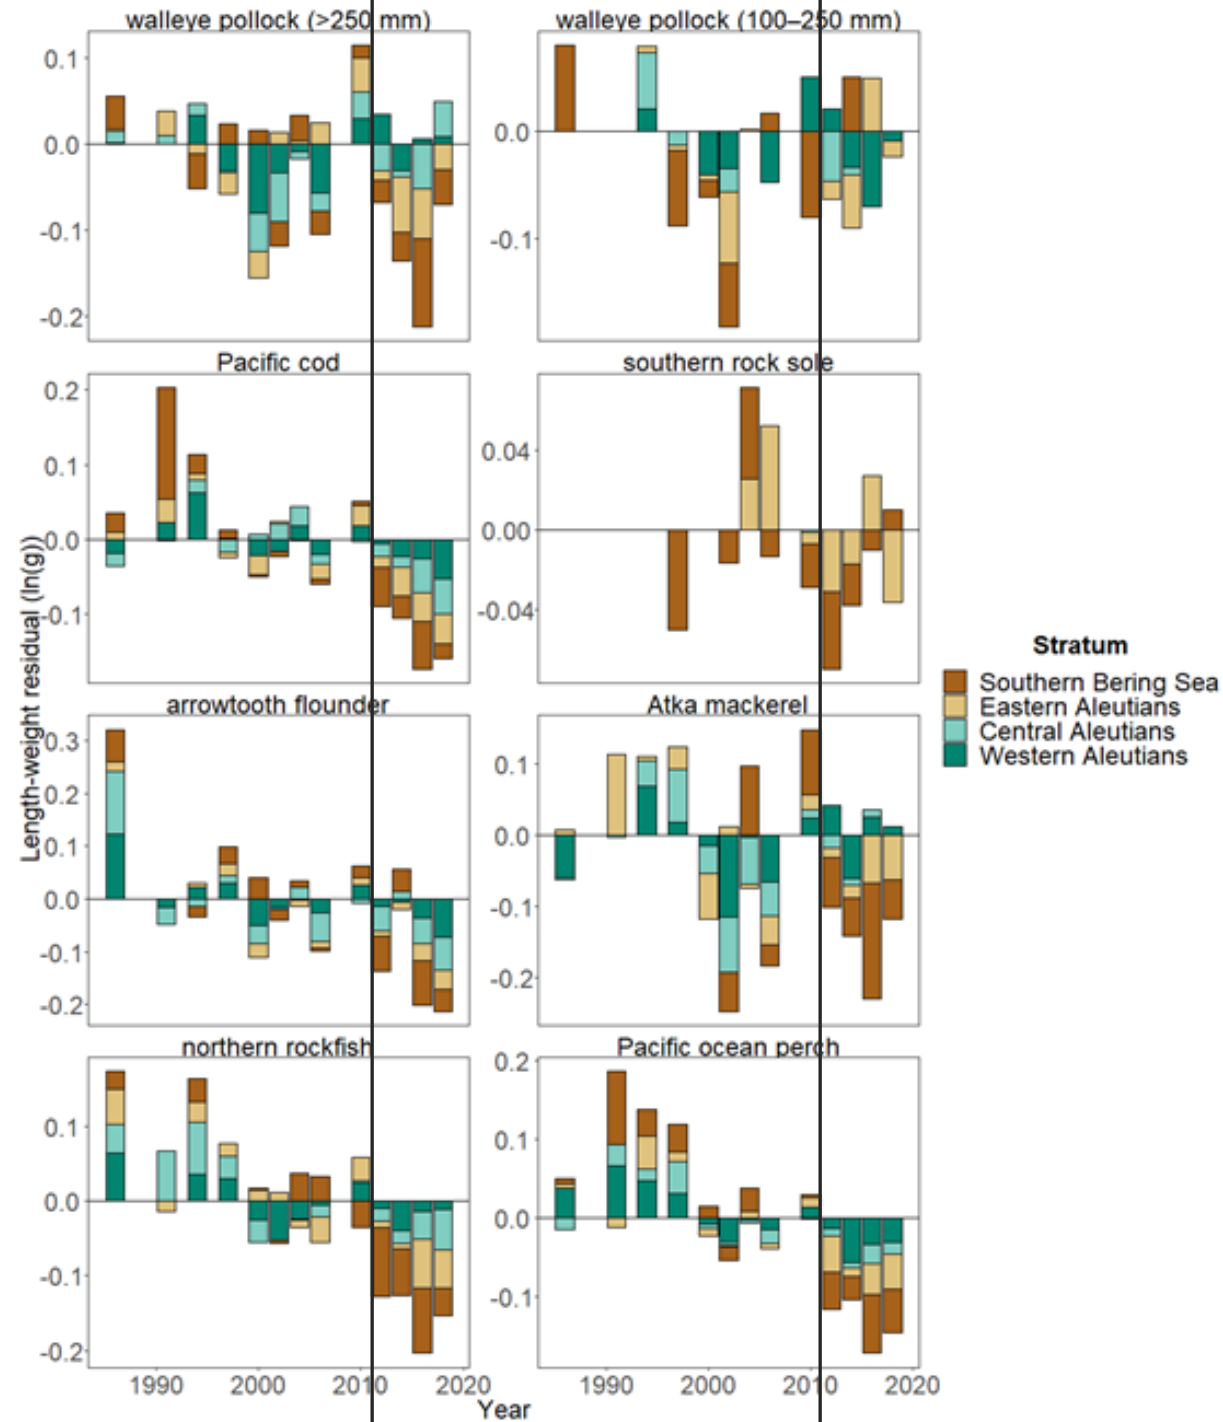 walleye pollock (>250 mm)
walleye pollock (100–250 mm)
0.1
0.0
-0.1
-0.2
0.0
-0.1
Pacific cod
southern rock sole
0.2
0.1
0.0
-0.1
0.04
0.00
-0.04
Length-weight residual (ln(g))
Stratum
Southern Bering Sea
Eastern Aleutians
Central Aleutians
Western Aleutians
arrowtooth flounder
Atka mackerel
0.3
0.2
0.1
0.0
-0.1
-0.2
0.1
0.0
-0.1
-0.2
northern rockfish
Pacific ocean perch
0.1
0.0
-0.1
-0.2
0.2
0.1
0.0
-0.1
1990 2000 2010 2020
1990 2000 2010 2020
Year